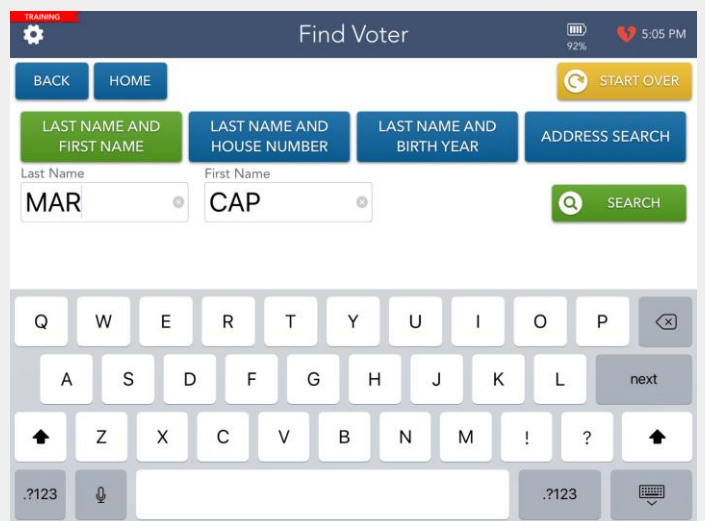 TRAINING
Find Voter
92%
5:05 PM
BACK
HOME
START OVER
LAST NAME AND
FIRST NAME
LAST NAME AND
HOUSE NUMBER
LAST NAME AND
BIRTH YEAR
ADDRESS SEARCH
Last Name
First Name
MAR
CAP
SEARCH
Q W E R T Y U I O P
A S D F G H J K L next
Z X C V B N M ! ?
.?123 .?123